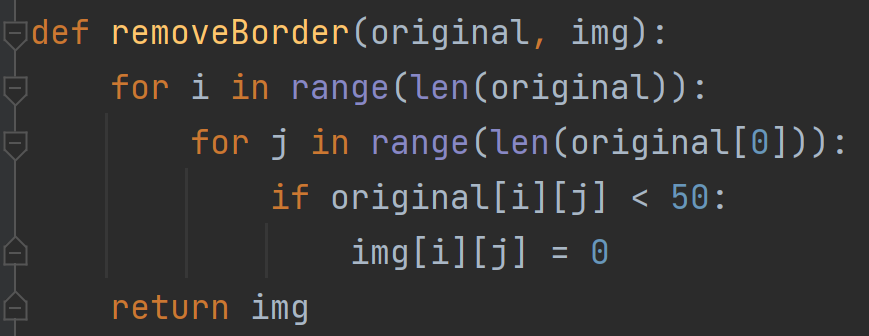 def removeBorder(original, img):
    for i in range(len(original)):
        for j in range(len(original[0])):
            if original[i][j] < 50:
                img[i][j] = 0
    return img